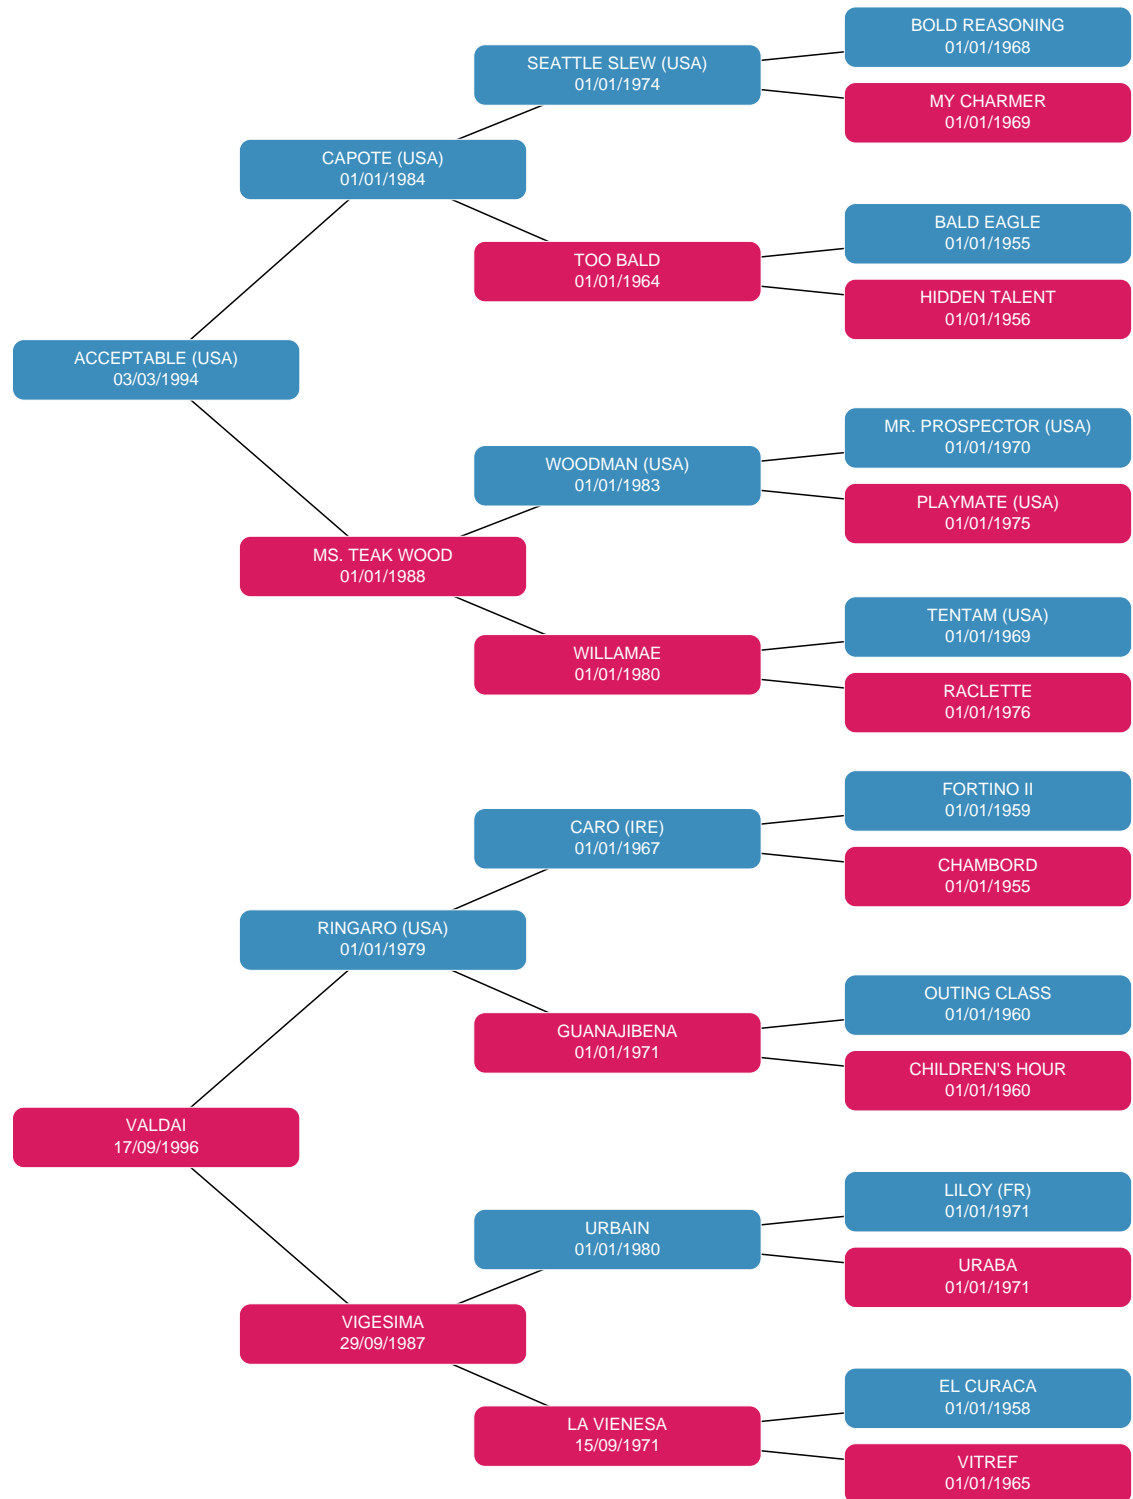 BOLD REASONING
01/01/1968
SEATTLE SLEW (USA)
01/01/1974
MY CHARMER
01/01/1969
CAPOTE (USA)
01/01/1984
BALD EAGLE
01/01/1955
TOO BALD
01/01/1964
HIDDEN TALENT
01/01/1956
ACCEPTABLE (USA)
03/03/1994
MR. PROSPECTOR (USA)
01/01/1970
WOODMAN (USA)
01/01/1983
PLAYMATE (USA)
01/01/1975
MS. TEAK WOOD
01/01/1988
TENTAM (USA)
01/01/1969
WILLAMAE
01/01/1980
RACLETTE
01/01/1976
FORTINO II
01/01/1959
CARO (IRE)
01/01/1967
CHAMBORD
01/01/1955
RINGARO (USA)
01/01/1979
OUTING CLASS
01/01/1960
GUANAJIBENA
01/01/1971
CHILDREN'S HOUR
01/01/1960
VALDAI
17/09/1996
LILOY (FR)
01/01/1971
URBAIN
01/01/1980
URABA
01/01/1971
VIGESIMA
29/09/1987
EL CURACA
01/01/1958
LA VIENESA
15/09/1971
VITREF
01/01/1965